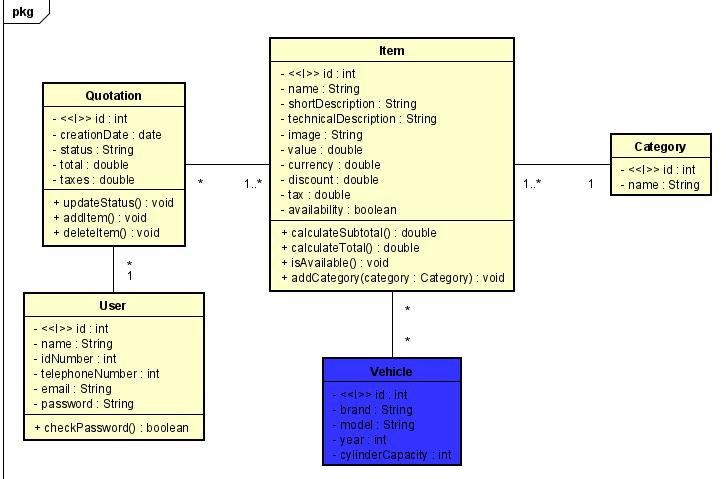 pkg
Item
- <<I>> id : int
- name : String
- shortDescription : String
- technicalDescription : String
- image : String
- value : double
- currency : double
- discount : double
- tax : double
- availability : boolean
+ calculateSubtotal() : double
+ calculateTotal() : double
+ isAvailable() : void
+ addCategory(category : Category) : void
Quotation
- <<I>> id : int
- creationDate : date
- status : String
- total : double
- taxes : double
+ updateStatus() : void
+ addItem() : void
+ deleteItem() : void
*
1..*
1..*
1
Category
- <<I>> id : int
- name : String
*
1
User
- <<I>> id : int
- name : String
- idNumber : int
- telephoneNumber : int
- email : String
- password : String
+ checkPassword() : boolean
*
*
Vehicle
- <<I>> id : int
- brand : String
- model : String
- year : int
- cylinderCapacity : int